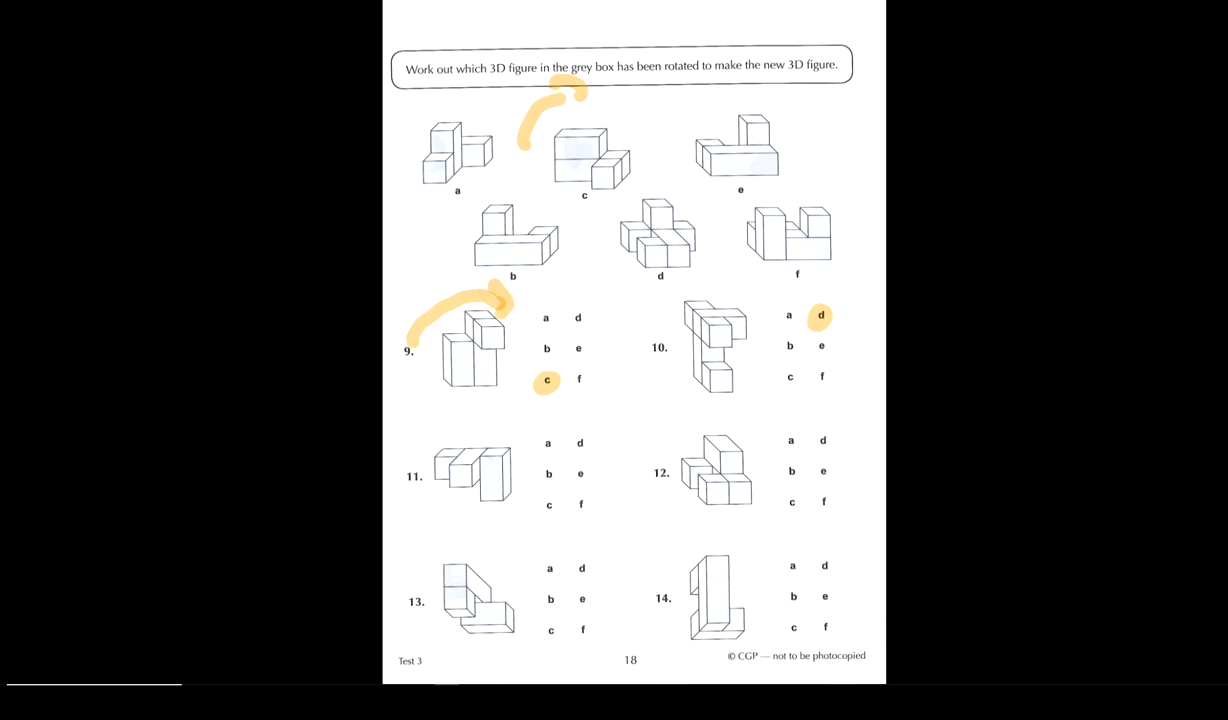 Work out which 3D figure in the grey box has been rotated to make the new 3D figure.
a
c
e
b
d
f
9.
a d
b e
c f
10.
a d
b e
c f
11.
a d
b e
c f
12.
a d
b e
c f
13.
a d
b e
c f
14.
a d
b e
c f
Test 3
18
© CGP — not to be photocopied